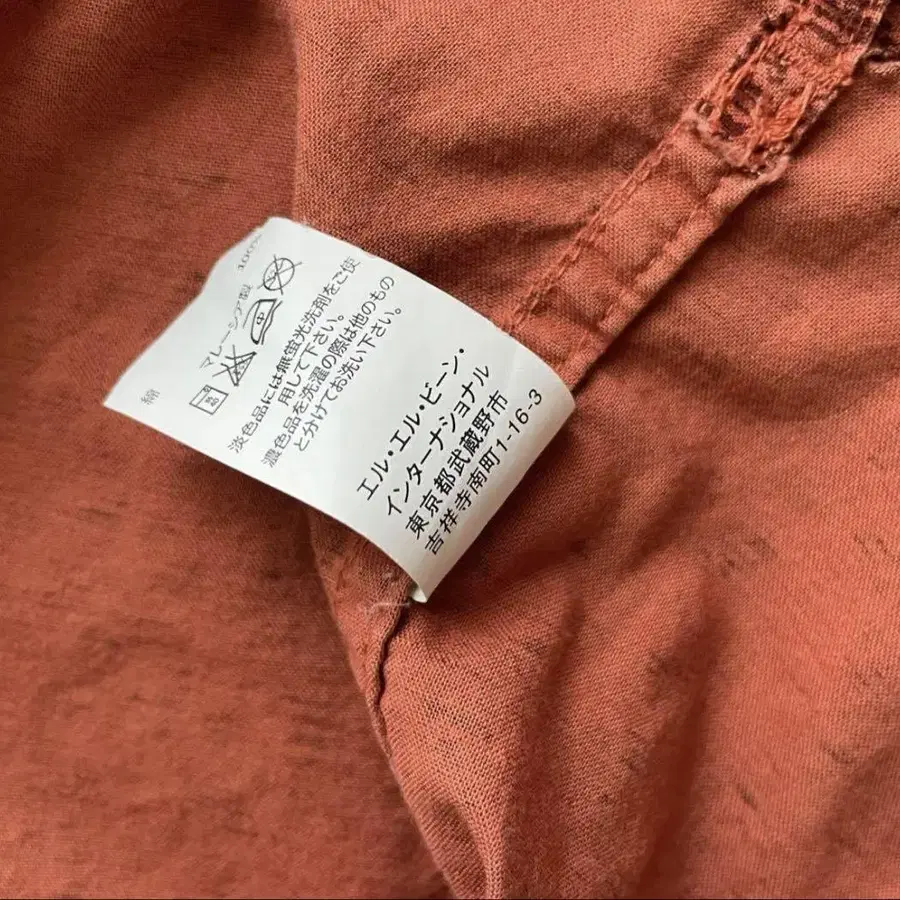 綿 100%
マレーシア製
淡色品には無蛍光洗剤をご使
用して下さい。
濃色品を洗濯の際は他のもの
と分けてお洗い下さい。
エル・エル・ビーン・
インターナショナル
東京都武蔵野市
吉祥寺南町1-16-3